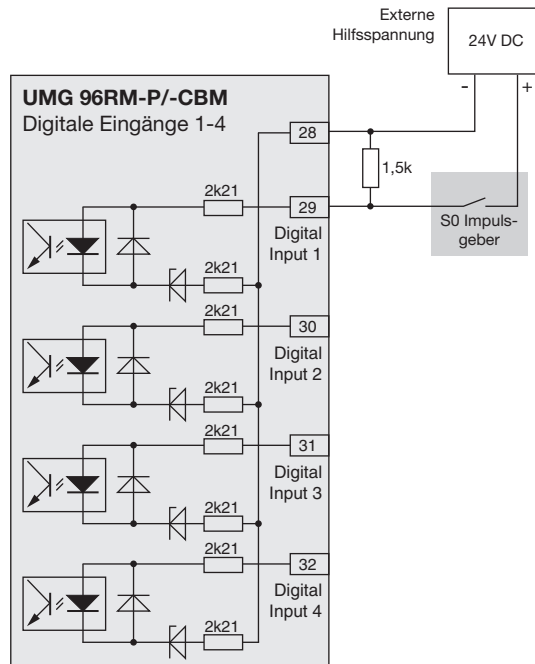 Externe
Hilfsspannung
24V DC
- +
UMG 96RM-P/-CBM
Digitale Eingänge 1-4
28
1,5k
2k21
29
S0 Impuls-
geber
Digital
Input 1
2k21
2k21
30
Digital
Input 2
2k21
2k21
31
Digital
Input 3
2k21
2k21
32
Digital
Input 4
2k21